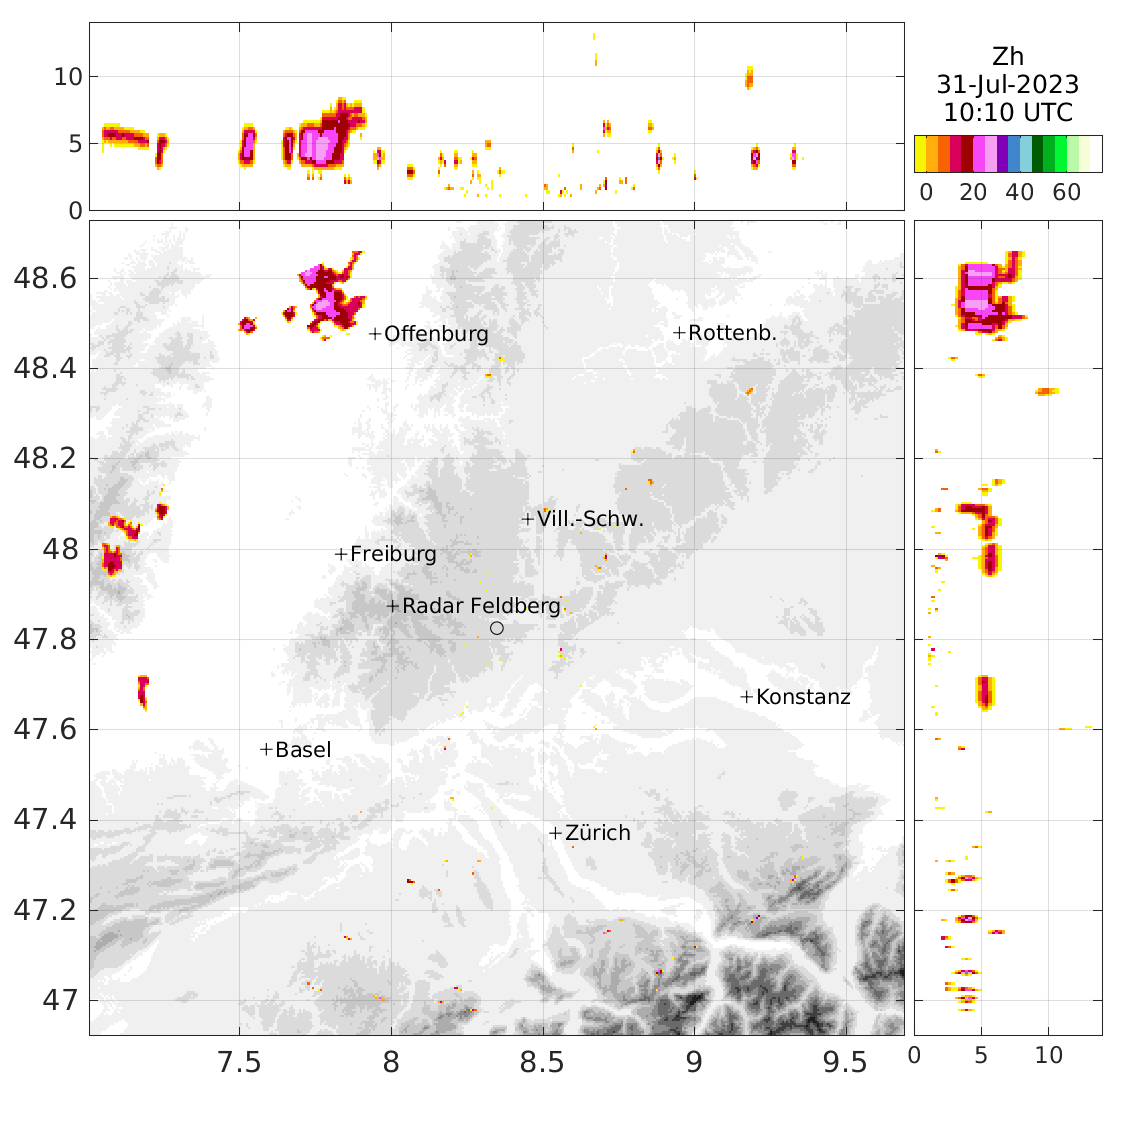 Zh
31-Jul-2023
10:10 UTC
0 20 40 60
10
5
0
48.6
48.4
48.2
48
47.8
47.6
47.4
47.2
47
+Offenburg
+Rottenb.
+Vill.-Schw.
+Freiburg
+Radar Feldberg
+Konstanz
+Basel
+Zürich
7.5 8 8.5 9 9.5
0 5 10